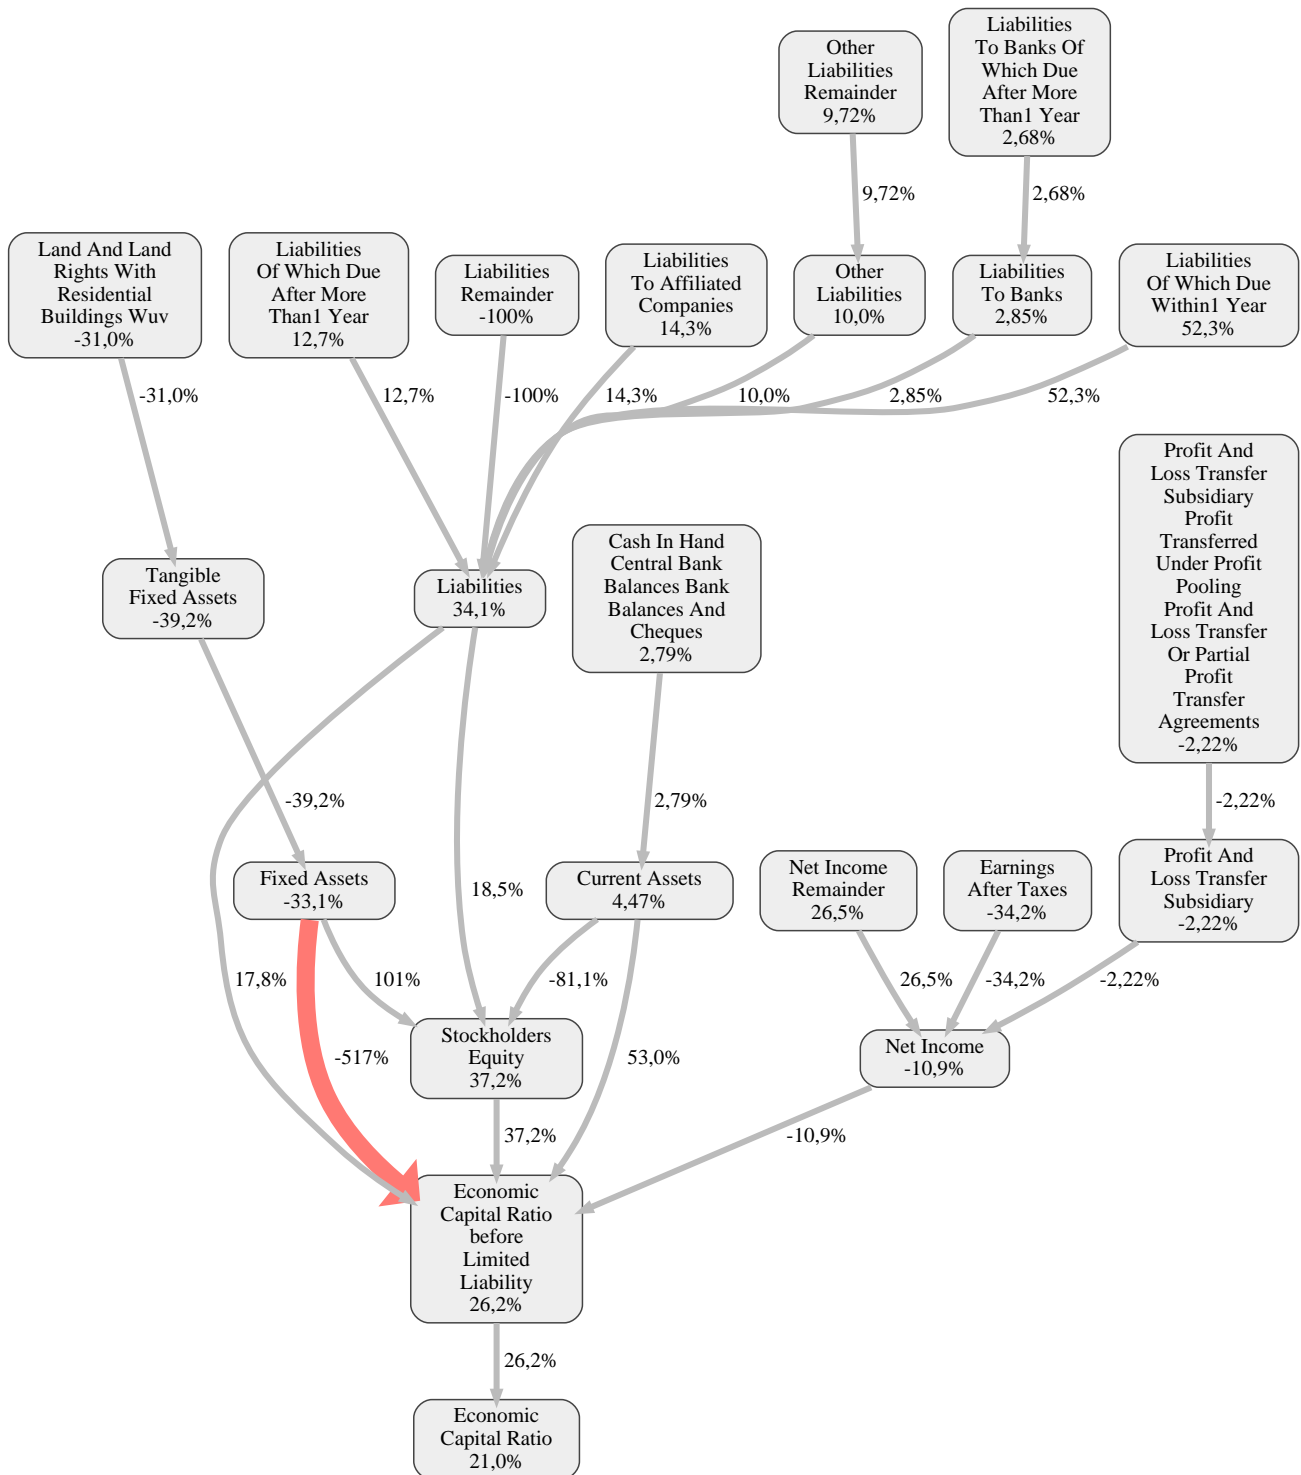 Other
Liabilities
Remainder
9,72%
Liabilities
To Banks Of
Which Due
After More
Than1 Year
2,68%
9,72%
2,68%
Land And Land
Rights With
Residential
Buildings Wuv
-31,0%
Liabilities
Of Which Due
After More
Than1 Year
12,7%
Liabilities
Remainder
-100%
Liabilities
To Affiliated
Companies
14,3%
Other
Liabilities
10,0%
Liabilities
To Banks
2,85%
Liabilities
Of Which Due
Within1 Year
52,3%
-31,0%
12,7%
-100%
14,3%
10,0%
2,85%
52,3%
Profit And
Loss Transfer
Subsidiary
Profit
Transferred
Under Profit
Pooling
Profit And
Loss Transfer
Or Partial
Profit
Transfer
Agreements
-2,22%
Tangible
Fixed Assets
-39,2%
Liabilities
34,1%
Cash In Hand
Central Bank
Balances Bank
Balances And
Cheques
2,79%
-39,2%
2,79%
-2,22%
Fixed Assets
-33,1%
18,5%
Current Assets
4,47%
Net Income
Remainder
26,5%
Earnings
After Taxes
-34,2%
Profit And
Loss Transfer
Subsidiary
-2,22%
17,8%
101%
-81,1%
26,5%
-34,2%
-2,22%
Stockholders
Equity
37,2%
-517%
53,0%
Net Income
-10,9%
37,2%
-10,9%
Economic
Capital Ratio
before
Limited
Liability
26,2%
26,2%
Economic
Capital Ratio
21,0%